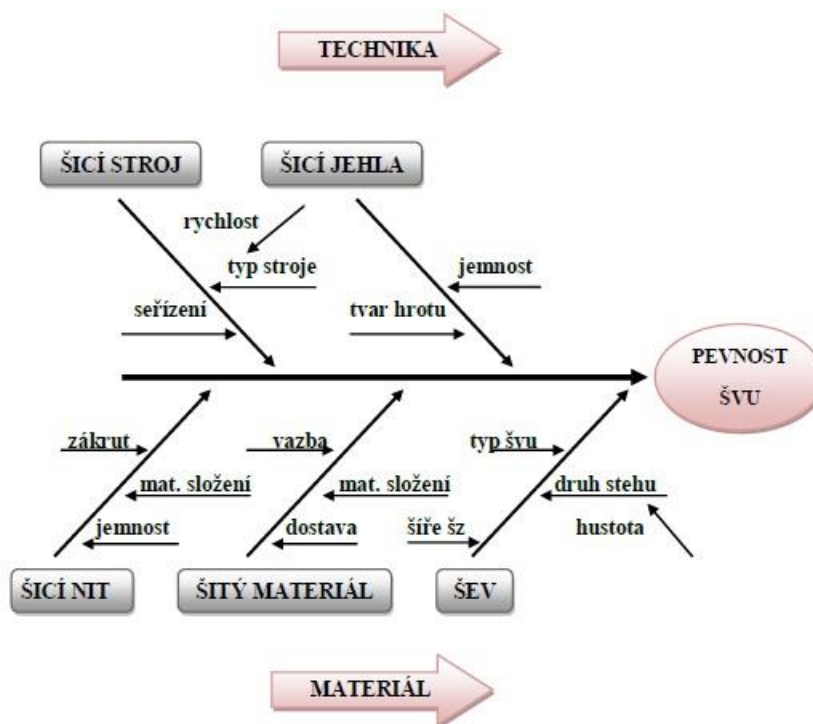 TECHNIKA
ŠICÍ STROJ
ŠICÍ JEHLA
rychlost
typ stroje
jemnost
seřízení
tvar hrotu
PEVNOST
ŠVU
zákrut
vazba
typ švu
mat. složení
mat. složení
druh stehu
jemnost
dostava
šíře šz
hustota
ŠICÍ NIT
ŠITÝ MATERIÁL
ŠEV
MATERIÁL